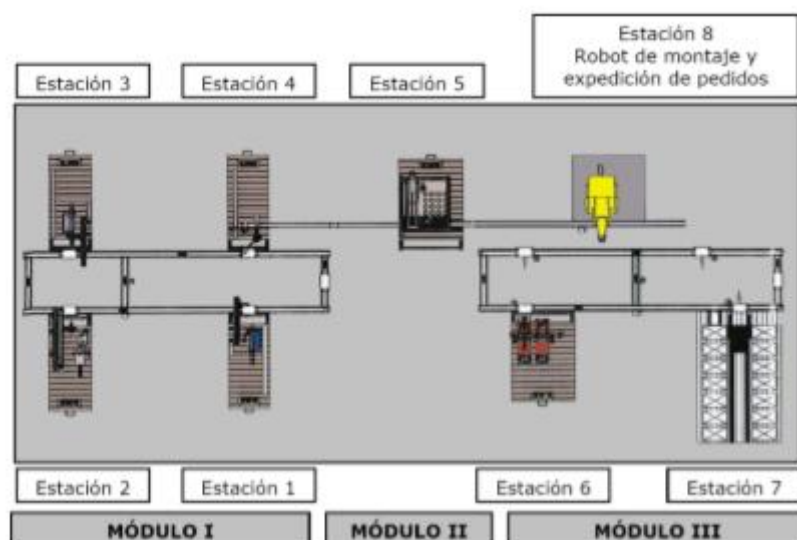 Estación 8
Robot de montaje y
expedición de pedidos
Estación 3
Estación 4
Estación 5
Estación 2
Estación 1
Estación 6
Estación 7
MÓDULO I
MÓDULO II
MÓDULO III